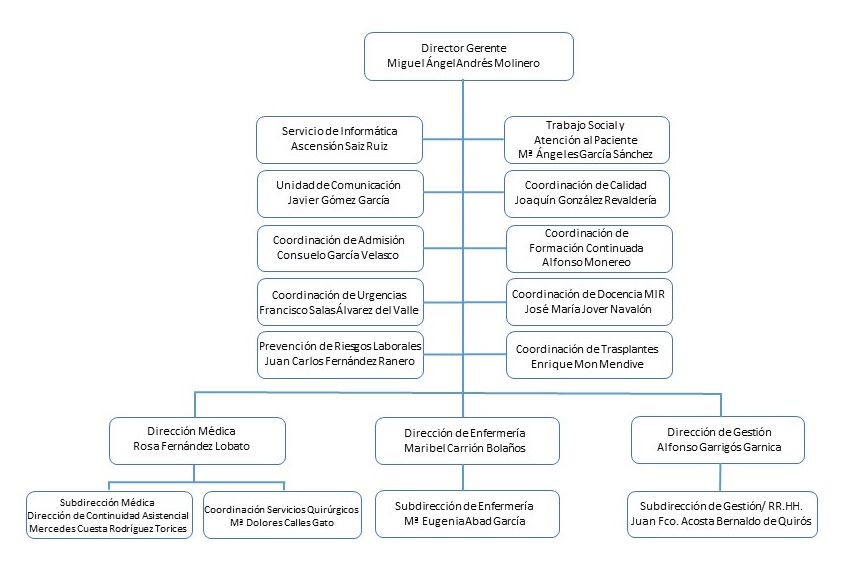 Director Gerente
Miguel Ángel Andrés Molinero
Servicio de Informática
Ascensión Saiz Ruiz
Trabajo Social y
Atención al Paciente
Mª Ángeles García Sánchez
Unidad de Comunicación
Javier Gómez García
Coordinación de Calidad
Joaquín González Revaldería
Coordinación de Admisión
Consuelo García Velasco
Coordinación de
Formación Continuada
Alfonso Monereo
Coordinación de Urgencias
Francisco Salas Álvarez del Valle
Coordinación de Docencia MIR
José María Jover Navalón
Prevención de Riesgos Laborales
Juan Carlos Fernández Ranero
Coordinación de Trasplantes
Enrique Mon Mendive
Dirección Médica
Rosa Fernández Lobato
Dirección de Enfermería
Maribel Carrión Bolaños
Dirección de Gestión
Alfonso Garrigós Garnica
Subdirección Médica
Dirección de Continuidad Asistencial
Mercedes Cuesta Rodríguez Torices
Coordinación Servicios Quirúrgicos
Mª Dolores Calles Gato
Subdirección de Enfermería
Mª Eugenia Abad García
Subdirección de Gestión/ RR.HH.
Juan Fco. Acosta Bernaldo de Quirós